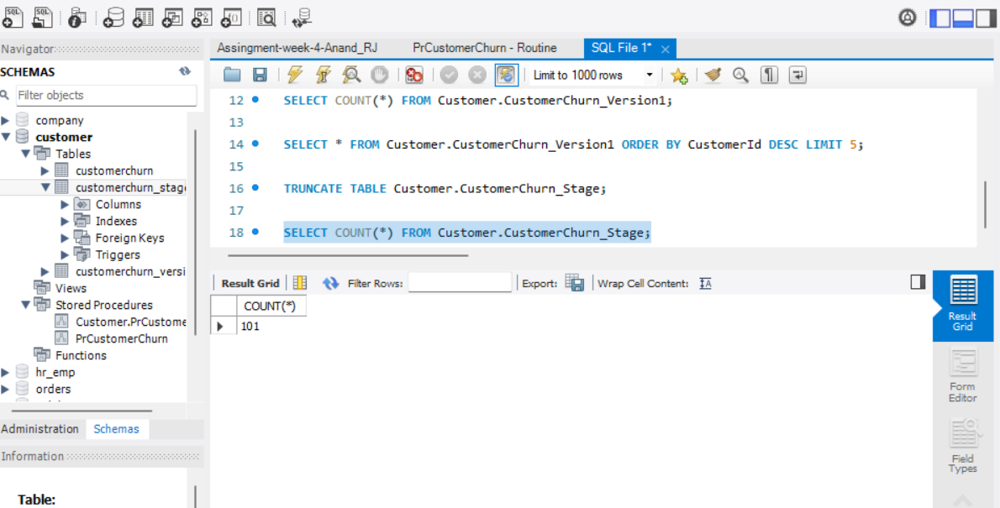 SQL
SQL
Navigator
SCHEMAS
Filter objects
company
customer
Tables
customerchurn
customerchurn_stag
Columns
Indexes
Foreign Keys
Triggers
customerchurn_versi
Views
Stored Procedures
Customer.PrCustome
PrCustomerChurn
Functions
hr_emp
orders
Administration Schemas
Information
Table:
Assingment-week-4-Anand_RJ PrCustomerChurn - Routine SQL File 1* ×
Limit to 1000 rows
12 SELECT COUNT(*) FROM Customer.CustomerChurn_Version1;
13
14 SELECT * FROM Customer.CustomerChurn_Version1 ORDER BY CustomerId DESC LIMIT 5;
15
16 TRUNCATE TABLE Customer.CustomerChurn_Stage;
17
18 SELECT COUNT(*) FROM Customer.CustomerChurn_Stage;
Result Grid Filter Rows: Export: Wrap Cell Content: IA
COUNT(*)
101
Result
Grid
Form
Editor
Field
Types